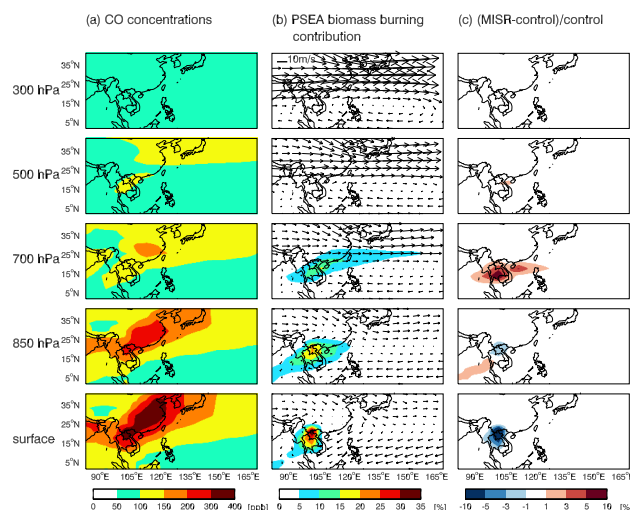 (a) CO concentrations
(b) PSEA biomass burning
contribution
(c) (MISR-control)/control
300 hPa
35°N
25°N
15°N
5°N
10m/s
500 hPa
35°N
25°N
15°N
5°N
700 hPa
35°N
25°N
15°N
5°N
850 hPa
35°N
25°N
15°N
5°N
surface
35°N
25°N
15°N
5°N
90°E 105°E 120°E 135°E 150°E 165°E
90°E 105°E 120°E 135°E 150°E 165°E
90°E 105°E 120°E 135°E 150°E 165°E
0 50 100 150 200 300 400 [ppb]
0 5 10 15 20 25 30 35 [%]
-10 -5 -3 -1 1 3 5 10 [%